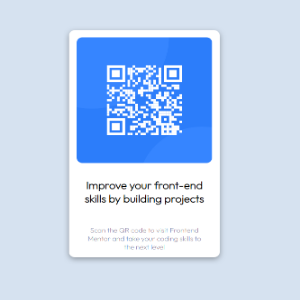 Improve your front-end
skills by building projects
Scan the QR code to visit Frontend
Mentor and take your coding skills to
the next level